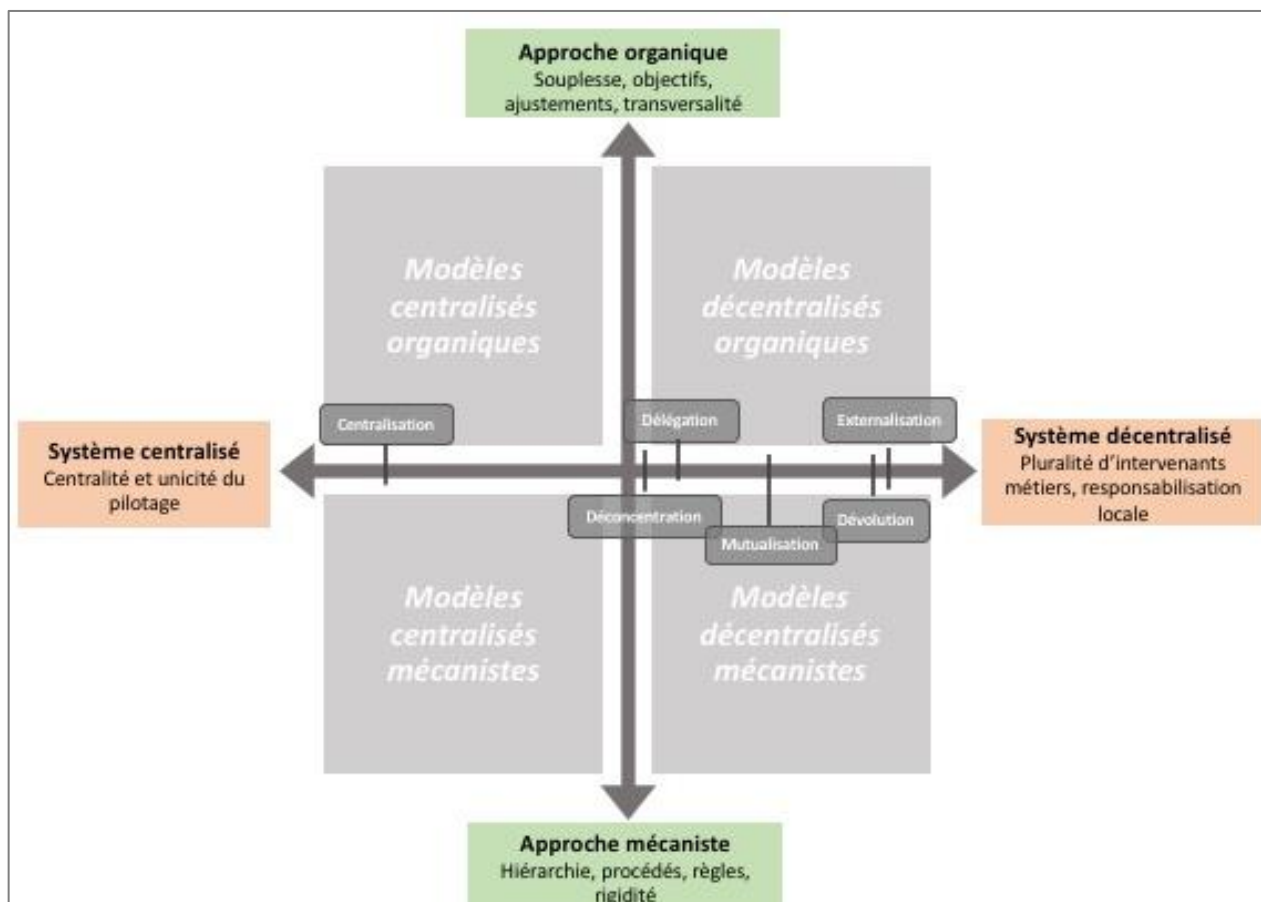 Approche organique
Souplesse, objectifs,
ajustements, transversalité
Modèles
centralisés
organiques
Modèles
décentralisés
organiques
Centralisation
Délégation
Externalisation
Système centralisé
Centralité et unicité du
pilotage
Système décentralisé
Pluralité d'intervenants
métiers, responsabilisation
locale
Déconcentration
Mutualisation
Dévolution
Modèles
centralisés
mécanistes
Modèles
décentralisés
mécanistes
Approche mécaniste
Hiérarchie, procédés, règles,
rigidité